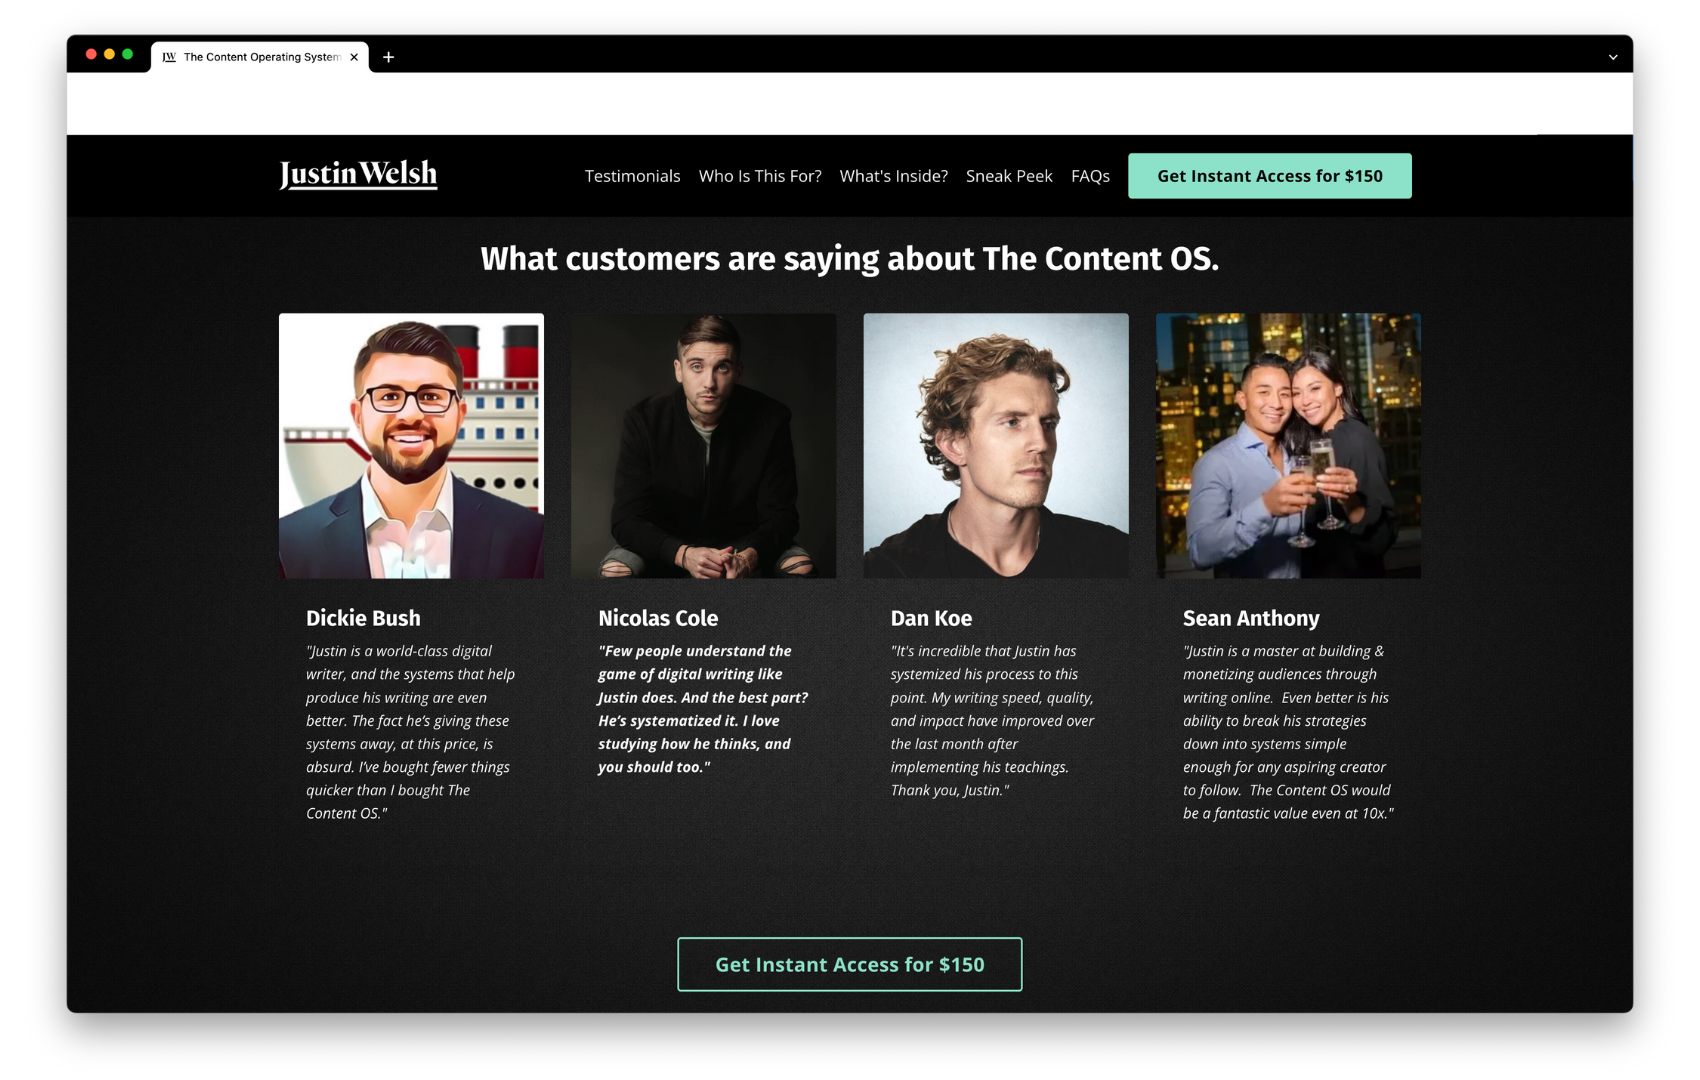 JW The Content Operating System
JustinWelsh
Testimonials Who Is This For? What's Inside? Sneak Peek FAQs Get Instant Access for $150
What customers are saying about The Content OS.
Dickie Bush
"Justin is a world-class digital
writer, and the systems that help
produce his writing are even
better. The fact he’s giving these
systems away, at this price, is
absurd. I’ve bought fewer things
quicker than I bought The
Content OS."
Nicolas Cole
"Few people understand the
game of digital writing like
Justin does. And the best part?
He’s systematized it. I love
studying how he thinks, and
you should too."
Dan Koe
"It's incredible that Justin has
systemized his process to this
point. My writing speed, quality,
and impact have improved over
the last month after
implementing his teachings.
Thank you, Justin."
Sean Anthony
"Justin is a master at building &
monetizing audiences through
writing online.  Even better is his
ability to break his strategies
down into systems simple
enough for any aspiring creator
to follow.  The Content OS would
be a fantastic value even at 10x."
Get Instant Access for $150